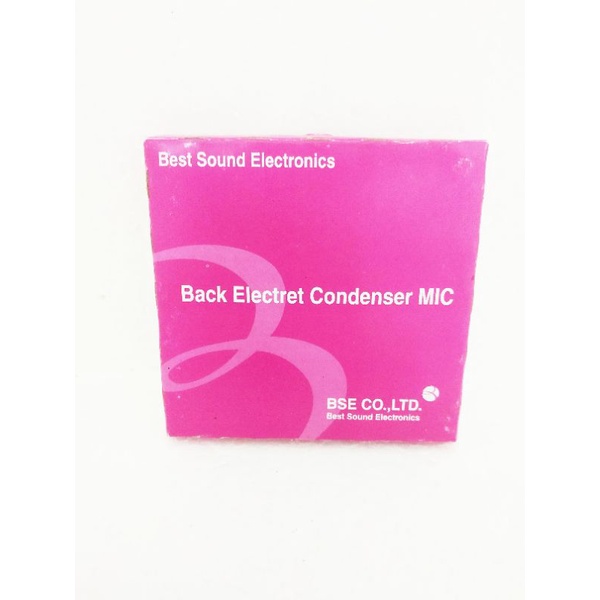 Best Sound Electronics
Back Electret Condenser MIC
BSE CO.,LTD.
Best Sound Electronics